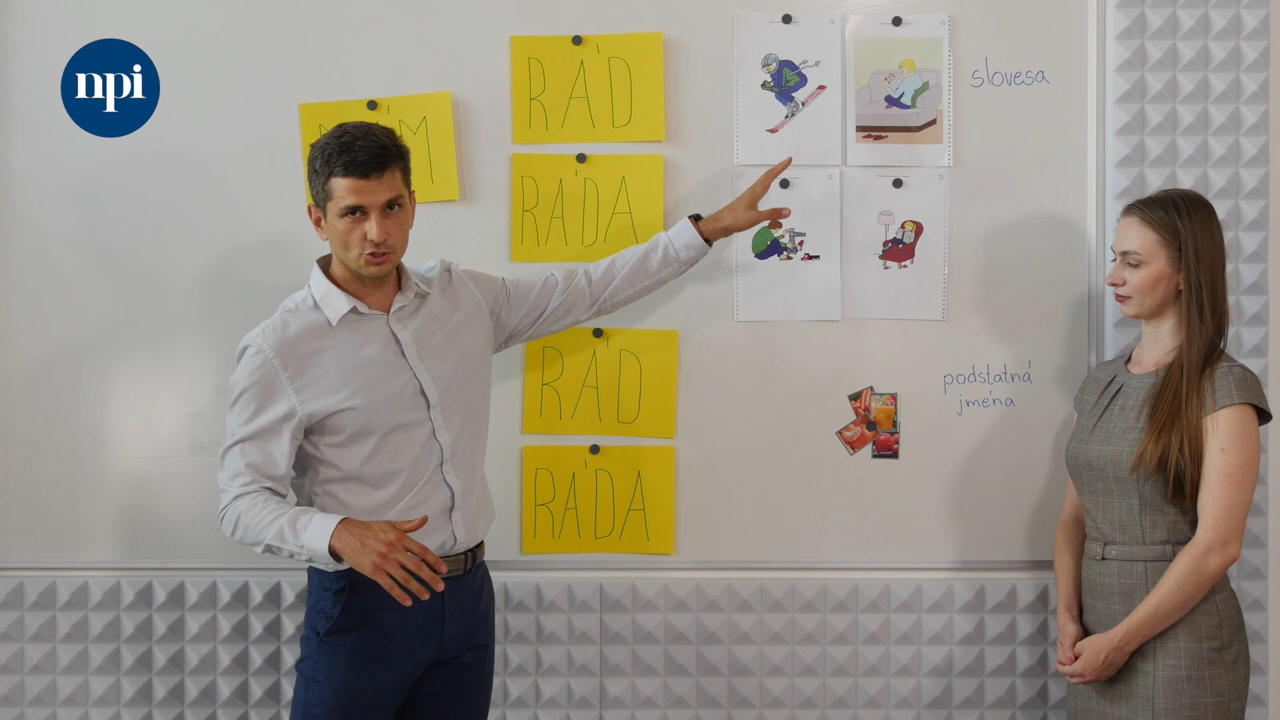 npi
RÁD
RÁDA
RÁD
RÁDA
slovesa
podstatná
jména